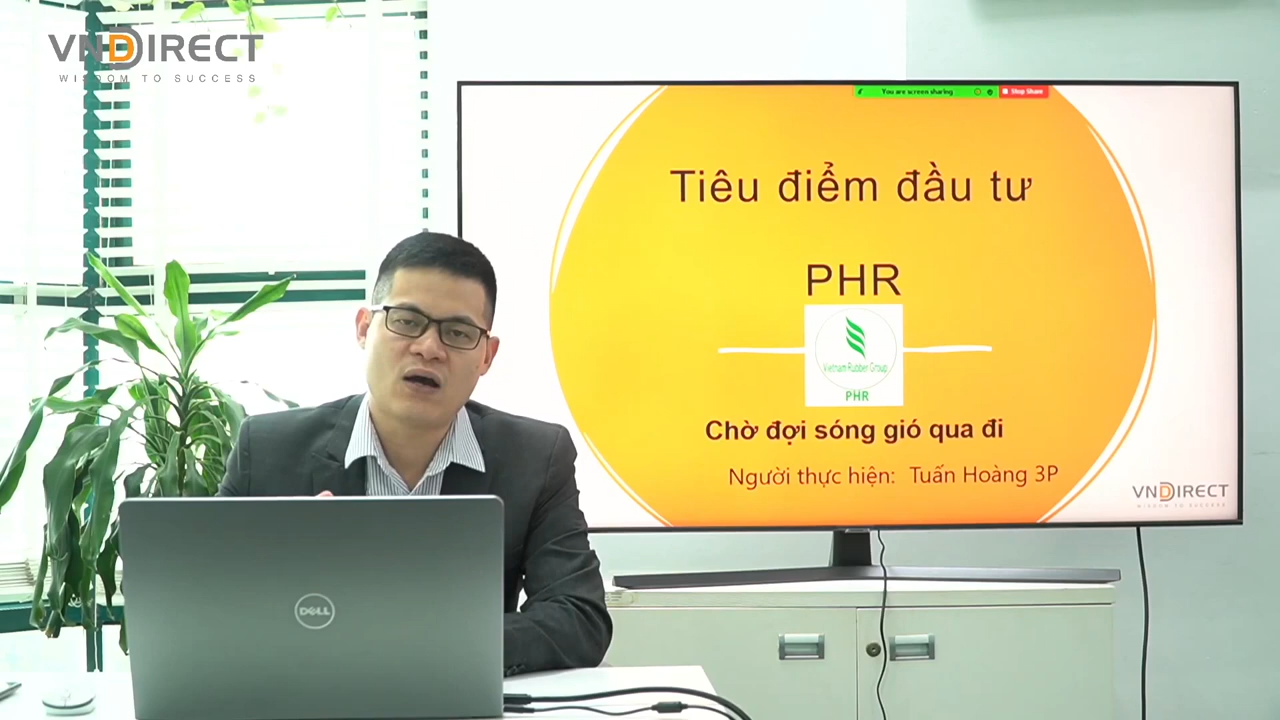 VNDIRECT
WISDOM TO SUCCESS
You are screen sharing
Stop Share
Tiêu điểm đầu tư
PHR
Vietnam Rubber Group
PHR
Chờ đợi sóng gió qua đi
Người thực hiện: Tuấn Hoàng 3P
VNDIRECT
WISDOM TO SUCCESS
DELL